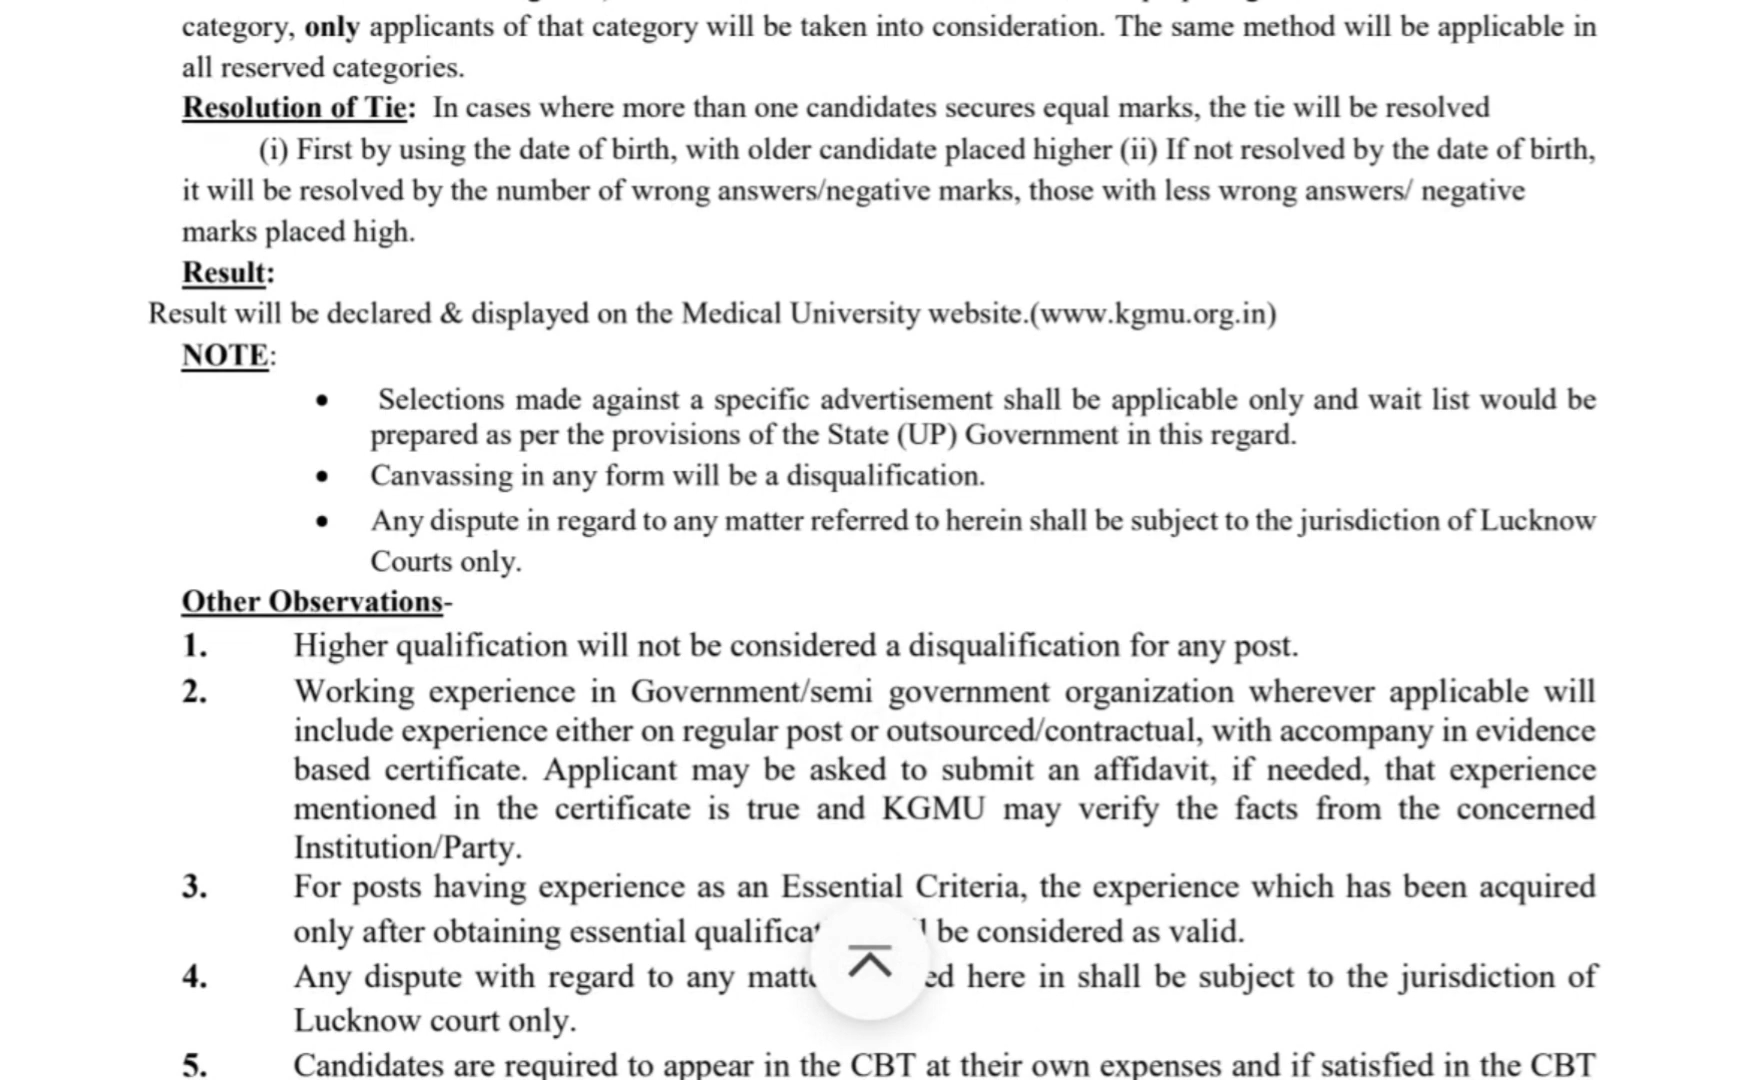 category, only applicants of that category will be taken into consideration. The same method will be applicable in
all reserved categories.
Resolution of Tie: In cases where more than one candidates secures equal marks, the tie will be resolved
(i) First by using the date of birth, with older candidate placed higher (ii) If not resolved by the date of birth,
it will be resolved by the number of wrong answers/negative marks, those with less wrong answers/ negative
marks placed high.
Result:
Result will be declared & displayed on the Medical University website.(www.kgmu.org.in)
NOTE:
• Selections made against a specific advertisement shall be applicable only and wait list would be
prepared as per the provisions of the State (UP) Government in this regard.
• Canvassing in any form will be a disqualification.
• Any dispute in regard to any matter referred to herein shall be subject to the jurisdiction of Lucknow
Courts only.
Other Observations-
1. Higher qualification will not be considered a disqualification for any post.
2. Working experience in Government/semi government organization wherever applicable will
include experience either on regular post or outsourced/contractual, with accompany in evidence
based certificate. Applicant may be asked to submit an affidavit, if needed, that experience
mentioned in the certificate is true and KGMU may verify the facts from the concerned
Institution/Party.
3. For posts having experience as an Essential Criteria, the experience which has been acquired
only after obtaining essential be considered as valid.
4. Any dispute with regard to any here in shall be subject to the jurisdiction of
Lucknow court only.
5. Candidates are required to appear in the CBT at their own expenses and if satisfied in the CBT